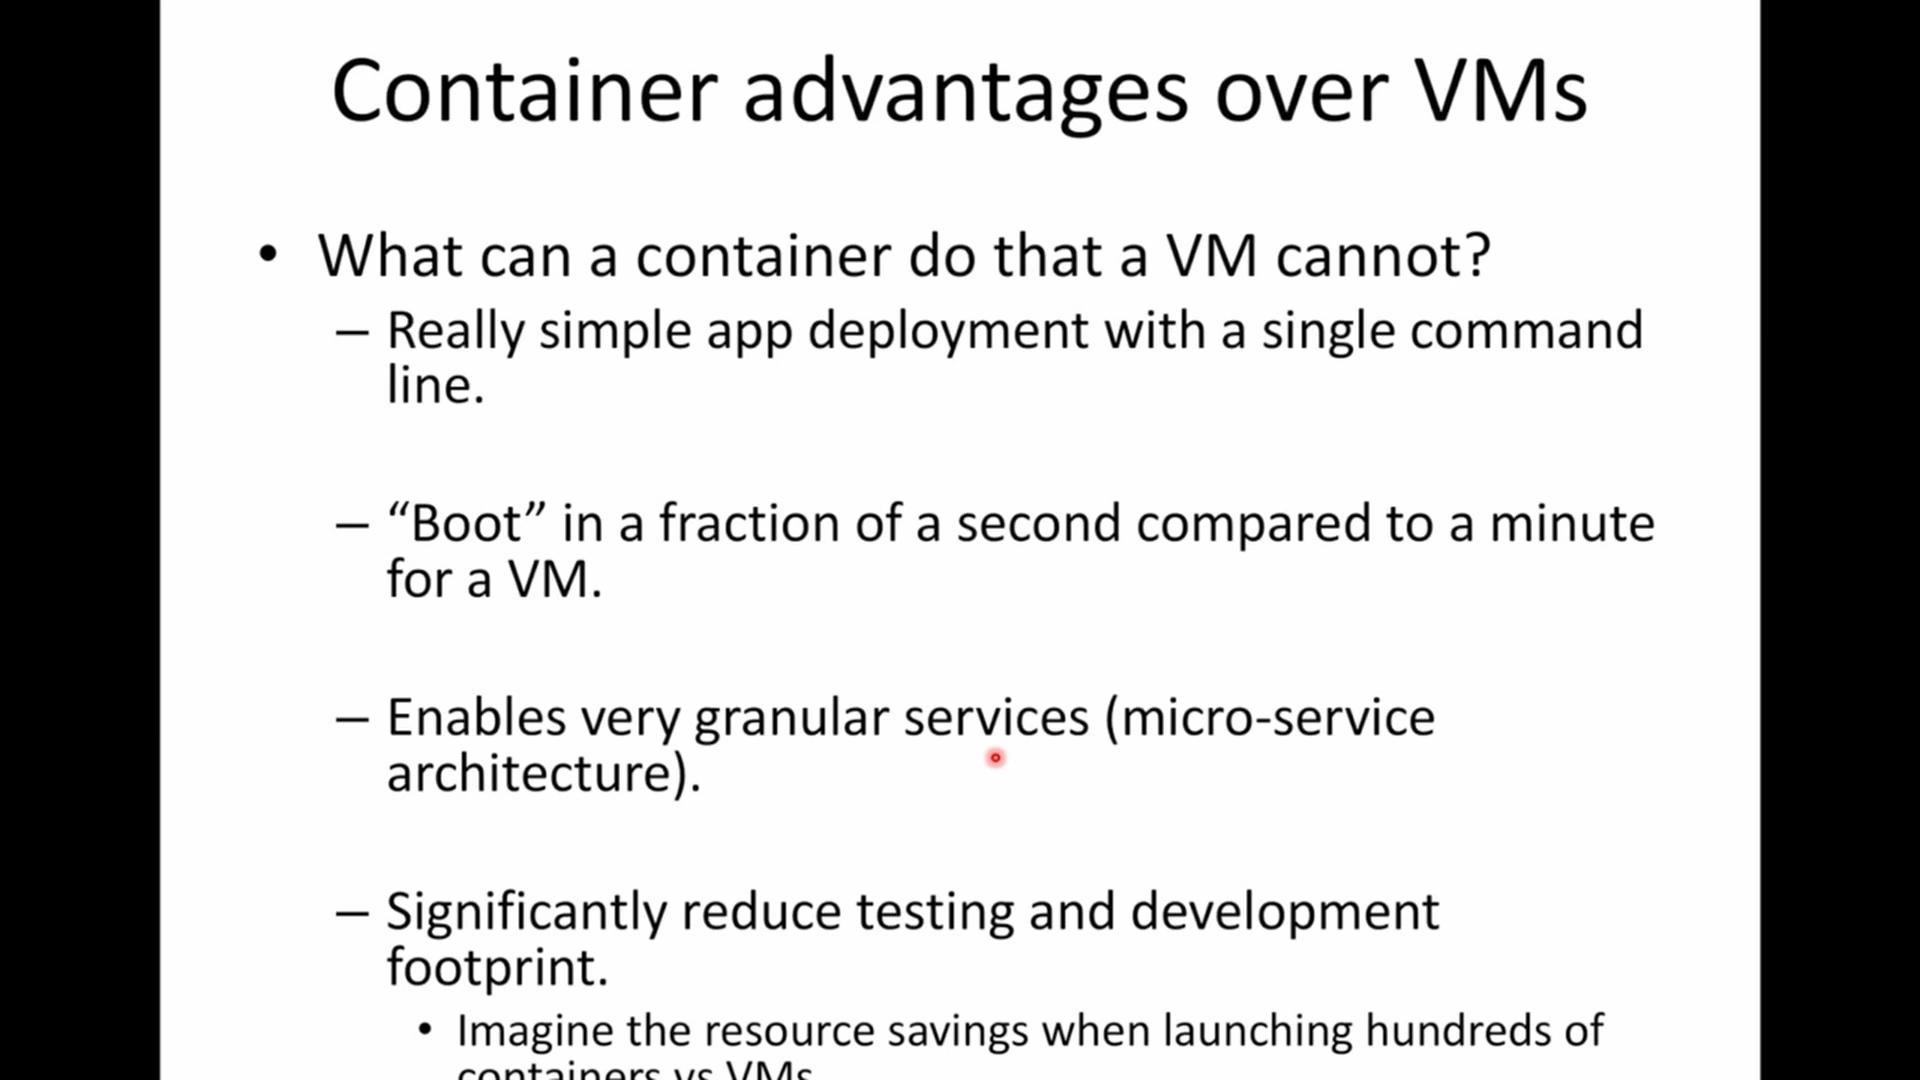 Container advantages over VMs
• What can a container do that a VM cannot?
– Really simple app deployment with a single command
line.
– “Boot” in a fraction of a second compared to a minute
for a VM.
– Enables very granular services (micro-service
architecture).
– Significantly reduce testing and development
footprint.
• Imagine the resource savings when launching hundreds of
containers vs VMs